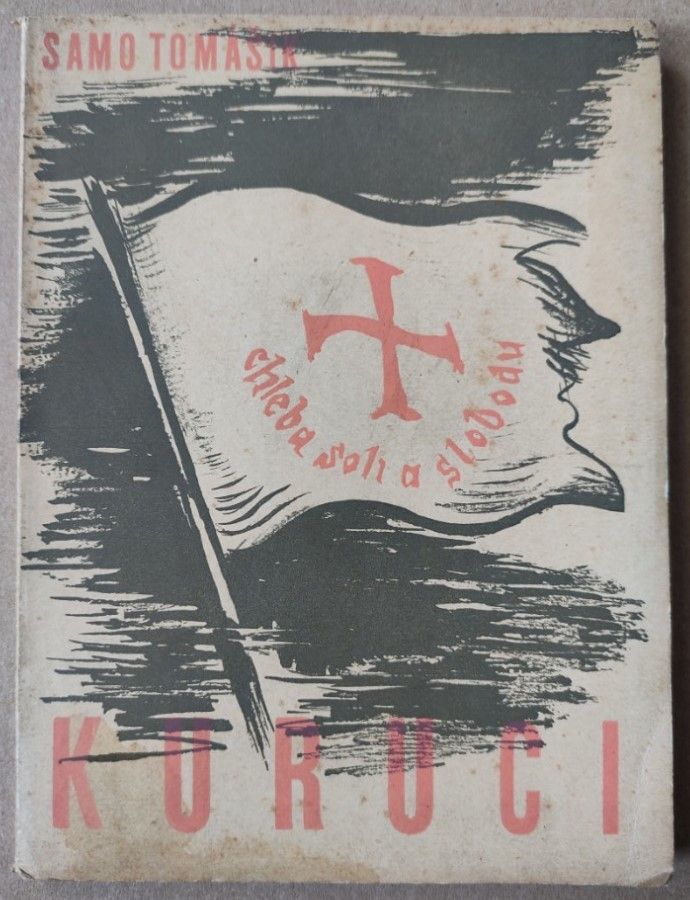 SAMO TOMÁŠIK
chleba soli a slobodu
KURUCI